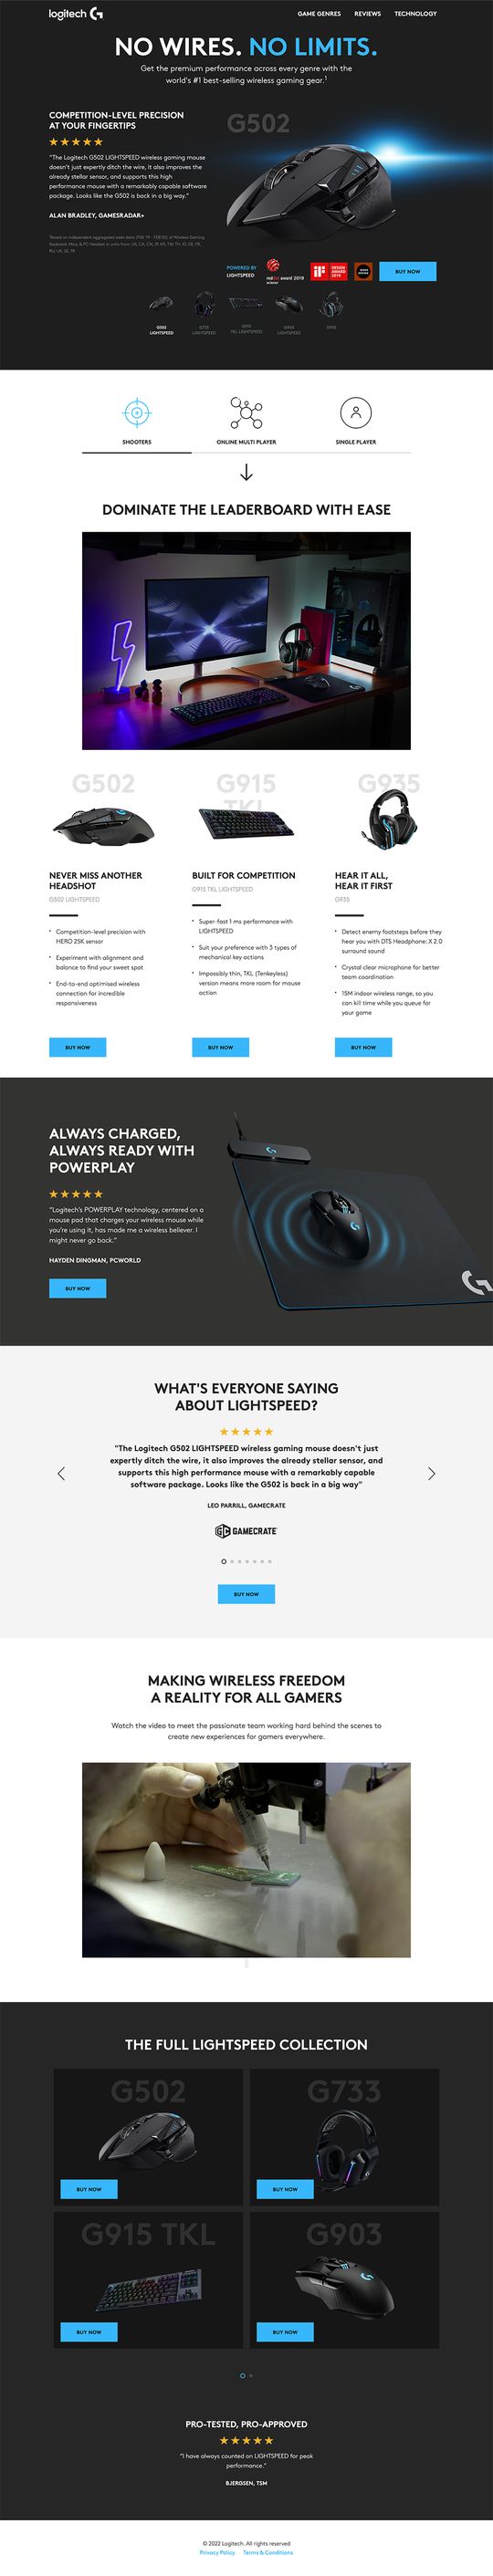 logitech G
GAME GENRES
REVIEWS
TECHNOLOGY
NO WIRES. NO LIMITS.
Get the premium performance across every genre with the
world's #1 best-selling wireless gaming gear.1
COMPETITION-LEVEL PRECISION
AT YOUR FINGERTIPS
"The Logitech G502 LIGHTSPEED wireless gaming mouse
doesn't just expertly ditch the wire, it also improves the
already stellar sensor, and supports this high
performance mouse with a remarkably capable software
package. Looks like the G502 is back in a big way."
ALAN BRADLEY, GAMESRADAR+
G502
POWERED BY
LIGHTSPEED
reddot award 2019
winner
DESIGN
AWARD
2019
BUY NOW
G502
LIGHTSPEED
G733
LIGHTSPEED
G915
TKL LIGHTSPEED
G903
LIGHTSPEED
G935
SHOOTERS
ONLINE MULTI PLAYER
SINGLE PLAYER
DOMINATE THE LEADERBOARD WITH EASE
G502
NEVER MISS ANOTHER
HEADSHOT
G502 LIGHTSPEED
Competition-level precision with
HERO 25K sensor
Experiment with alignment and
balance to find your sweet spot
End-to-end optimised wireless
connection for incredible
responsiveness
BUY NOW
G915
TKL
BUILT FOR COMPETITION
G915 TKL LIGHTSPEED
Super-fast 1 ms performance with
LIGHTSPEED
Suit your preference with 3 types of
mechanical key actions
Impossibly thin, TKL (Tenkeyless)
version means more room for mouse
action
BUY NOW
G935
HEAR IT ALL,
HEAR IT FIRST
G935
Detect enemy footsteps before they
hear you with DTS Headphone: X 2.0
surround sound
Crystal clear microphone for better
team coordination
15M indoor wireless range, so you
can kill time while you queue for
your game
BUY NOW
ALWAYS CHARGED,
ALWAYS READY WITH
POWERPLAY
"Logitech's POWERPLAY technology, centered on a
mouse pad that charges your wireless mouse while
you're using it, has made me a wireless believer. I
might never go back."
HAYDEN DINGMAN, PCWORLD
BUY NOW
WHAT'S EVERYONE SAYING
ABOUT LIGHTSPEED?
"The Logitech G502 LIGHTSPEED wireless gaming mouse doesn't just
expertly ditch the wire, it also improves the already stellar sensor, and
supports this high performance mouse with a remarkably capable
software package. Looks like the G502 is back in a big way"
LEO PARRILL, GAMECRATE
GC GAMECRATE
BUY NOW
MAKING WIRELESS FREEDOM
A REALITY FOR ALL GAMERS
Watch the video to meet the passionate team working hard behind the scenes to
create new experiences for gamers everywhere.
THE FULL LIGHTSPEED COLLECTION
G502
BUY NOW
G733
BUY NOW
G915 TKL
BUY NOW
G903
BUY NOW
PRO-TESTED, PRO-APPROVED
"I have always counted on LIGHTSPEED for peak
performance."
BJERGSEN, TSM
© 2022 Logitech. All rights reserved
Privacy Policy
Terms & Conditions